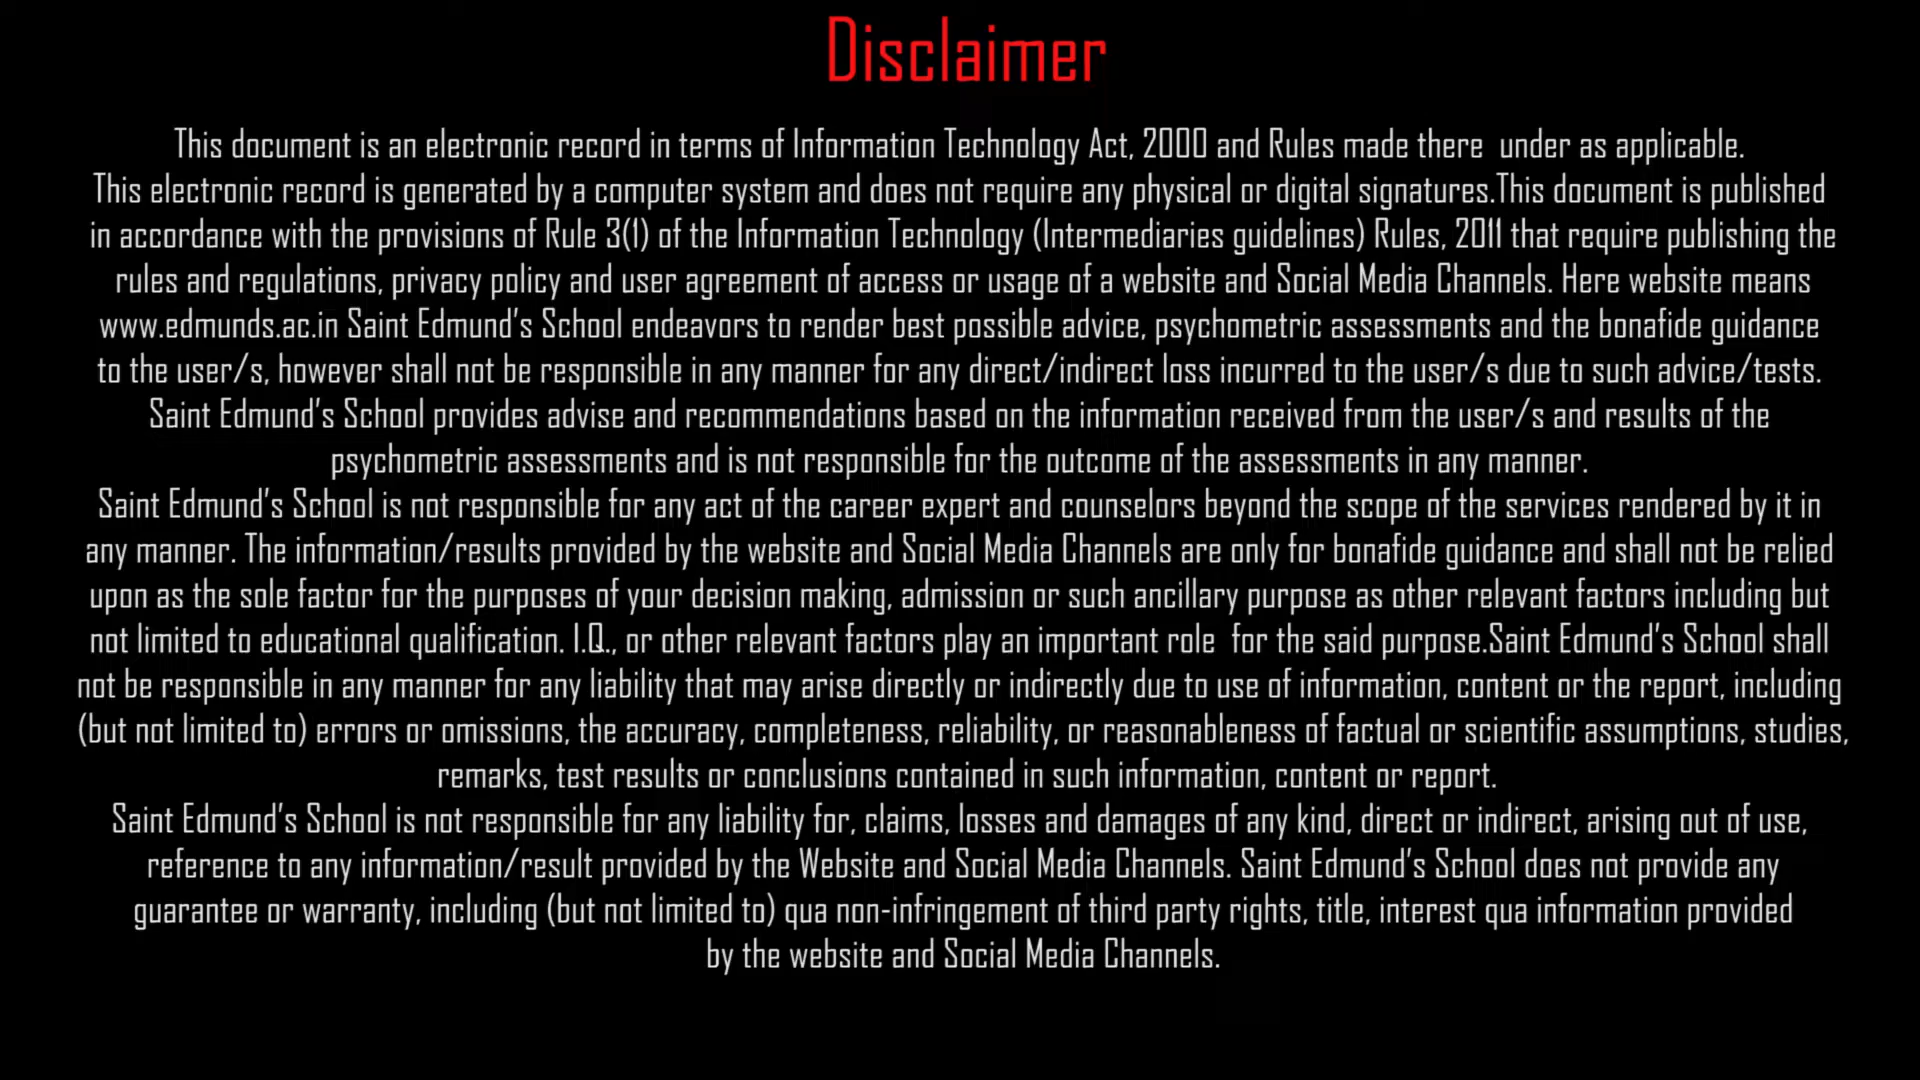 Disclaimer
This document is an electronic record in terms of Information Technology Act, 2000 and Rules made there  under as applicable.
This electronic record is generated by a computer system and does not require any physical or digital signatures.This document is published
in accordance with the provisions of Rule 3(1) of the Information Technology (Intermediaries guidelines) Rules, 2011 that require publishing the
rules and regulations, privacy policy and user agreement of access or usage of a website and Social Media Channels. Here website means
www.edmunds.ac.in Saint Edmund's School endeavors to render best possible advice, psychometric assessments and the bonafide guidance
to the user/s, however shall not be responsible in any manner for any direct/indirect loss incurred to the user/s due to such advice/tests.
Saint Edmund's School provides advise and recommendations based on the information received from the user/s and results of the
psychometric assessments and is not responsible for the outcome of the assessments in any manner.
Saint Edmund's School is not responsible for any act of the career expert and counselors beyond the scope of the services rendered by it in
any manner. The information/results provided by the website and Social Media Channels are only for bonafide guidance and shall not be relied
upon as the sole factor for the purposes of your decision making, admission or such ancillary purpose as other relevant factors including but
not limited to educational qualification. I.Q., or other relevant factors play an important role  for the said purpose.Saint Edmund's School shall
not be responsible in any manner for any liability that may arise directly or indirectly due to use of information, content or the report, including
(but not limited to) errors or omissions, the accuracy, completeness, reliability, or reasonableness of factual or scientific assumptions, studies,
remarks, test results or conclusions contained in such information, content or report.
Saint Edmund's School is not responsible for any liability for, claims, losses and damages of any kind, direct or indirect, arising out of use,
reference to any information/result provided by the Website and Social Media Channels. Saint Edmund's School does not provide any
guarantee or warranty, including (but not limited to) qua non-infringement of third party rights, title, interest qua information provided
by the website and Social Media Channels.